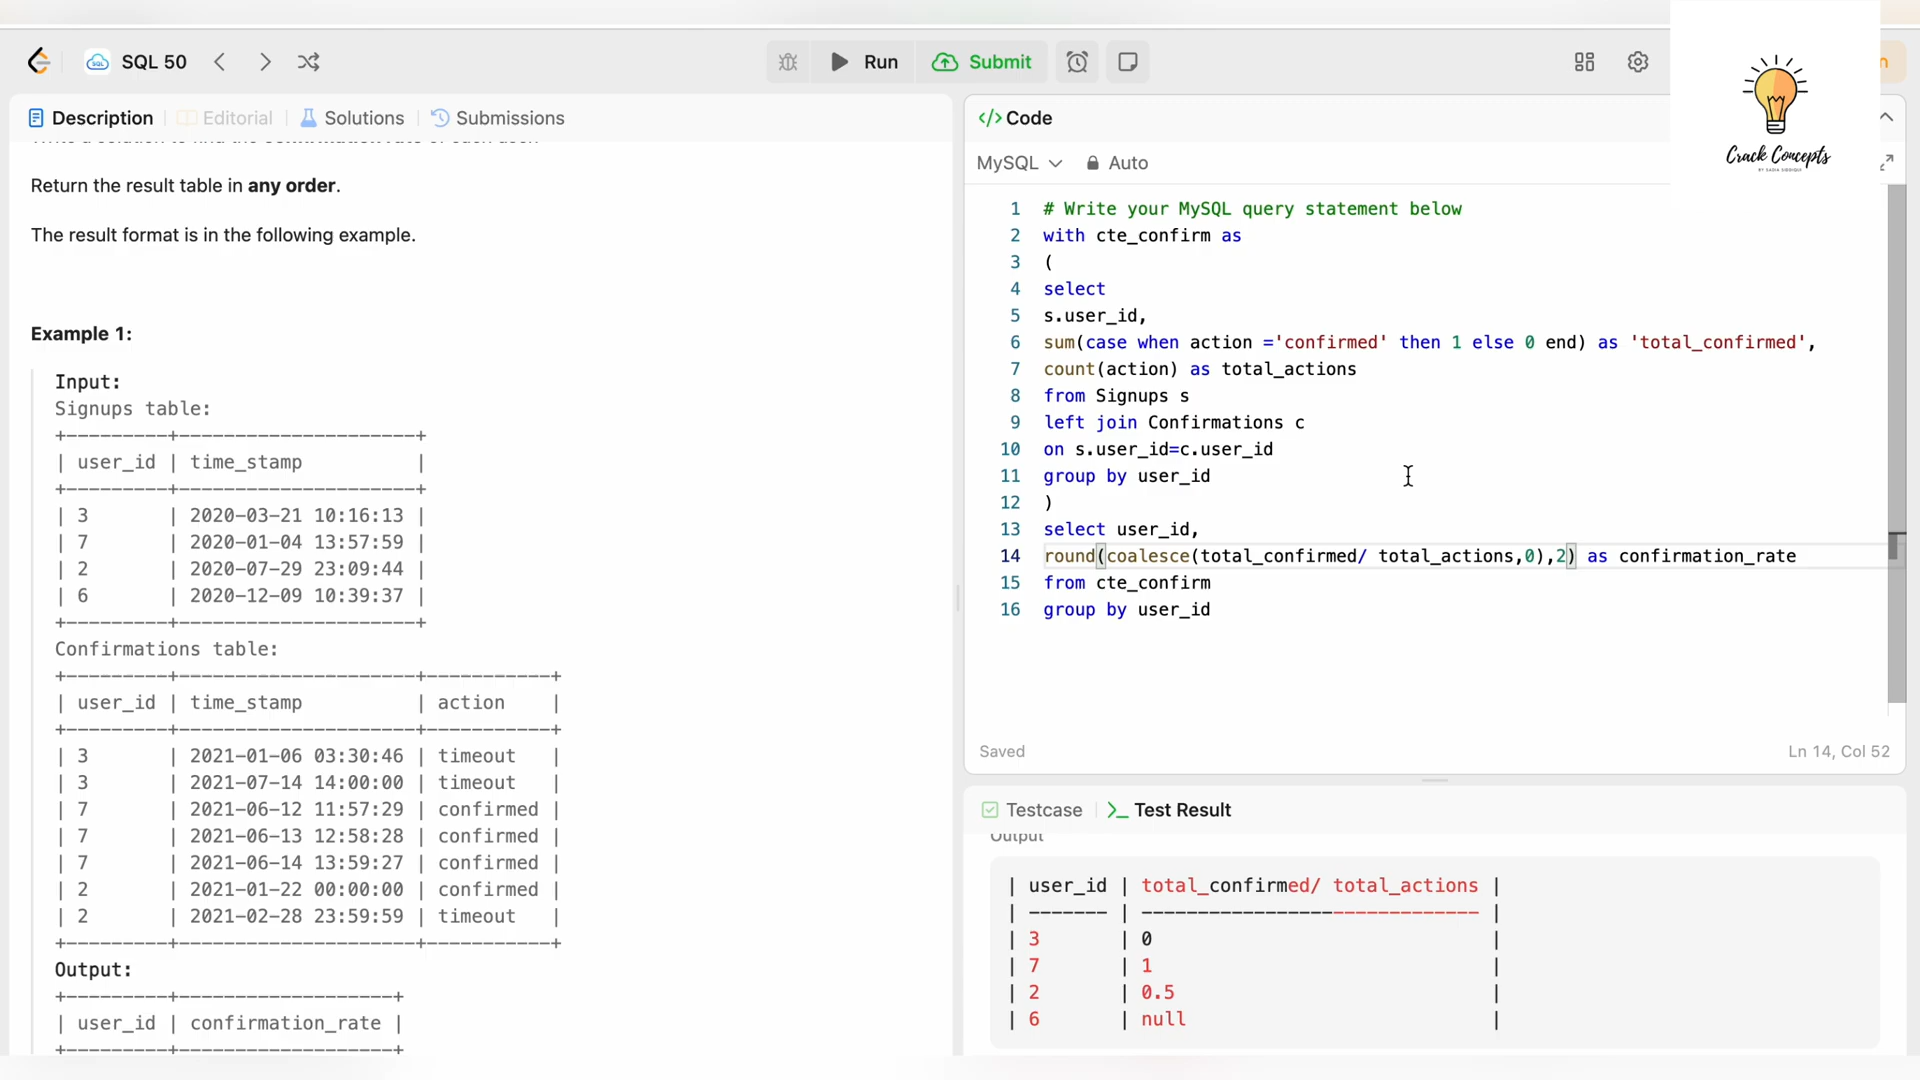 SQL 50
Run
Submit
Description
Editorial
Solutions
Submissions
Return the result table in any order.
The result format is in the following example.
Example 1:
Input:
Signups table:
+---------+---------------------+
| user_id | time_stamp          |
+---------+---------------------+
| 3       | 2020-03-21 10:16:13 |
| 7       | 2020-01-04 13:57:59 |
| 2       | 2020-07-29 23:09:44 |
| 6       | 2020-12-09 10:39:37 |
+---------+---------------------+
Confirmations table:
+---------+---------------------+-----------+
| user_id | time_stamp          | action    |
+---------+---------------------+-----------+
| 3       | 2021-01-06 03:30:46 | timeout   |
| 3       | 2021-07-14 14:00:00 | timeout   |
| 7       | 2021-06-12 11:57:29 | confirmed |
| 7       | 2021-06-13 12:58:28 | confirmed |
| 7       | 2021-06-14 13:59:27 | confirmed |
| 2       | 2021-01-22 00:00:00 | confirmed |
| 2       | 2021-02-28 23:59:59 | timeout   |
+---------+---------------------+-----------+
Output:
+---------+-------------------+
| user_id | confirmation_rate |
+---------+-------------------+
</> Code
MySQL
Auto
1 # Write your MySQL query statement below
2 with cte_confirm as
3 (
4 select
5 s.user_id,
6 sum(case when action ='confirmed' then 1 else 0 end) as 'total_confirmed',
7 count(action) as total_actions
8 from Signups s
9 left join Confirmations c
10 on s.user_id=c.user_id
11 group by user_id
12 )
13 select user_id,
14 round(coalesce(total_confirmed/ total_actions,0),2) as confirmation_rate
15 from cte_confirm
16 group by user_id
Saved
Ln 14, Col 52
Testcase
>_ Test Result
Output
| user_id | total_confirmed/ total_actions |
| ------- | ------------------------------ |
| 3       | 0                              |
| 7       | 1                              |
| 2       | 0.5                            |
| 6       | null                           |
Crack Concepts
BY SADIA SIDDIQUI